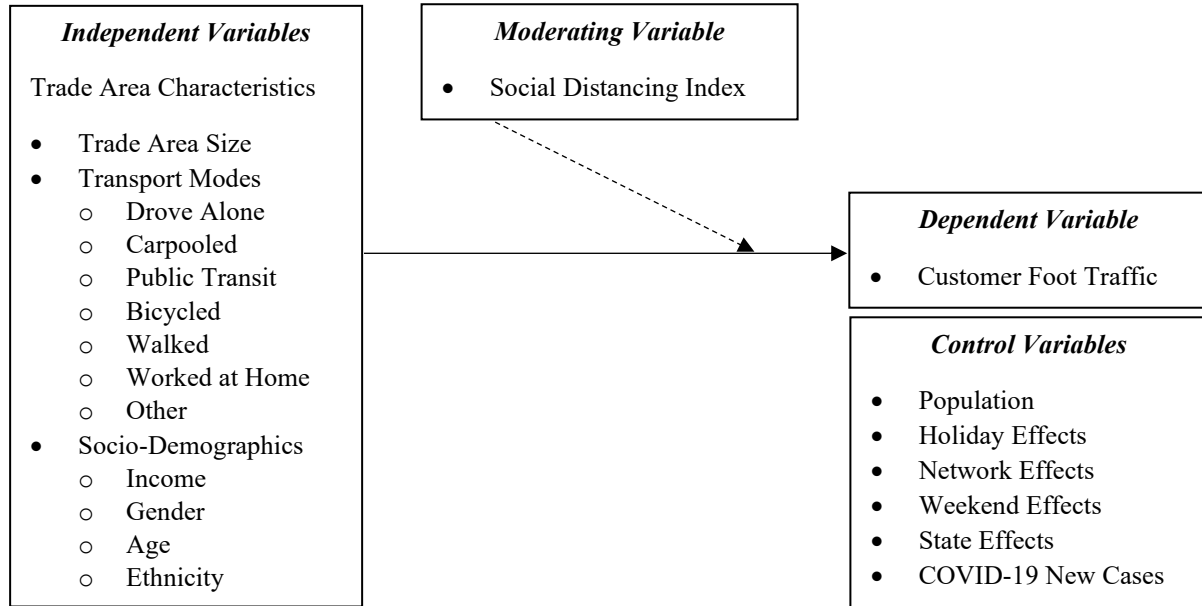 Independent Variables
Trade Area Characteristics
• Trade Area Size
• Transport Modes
o Drove Alone
o Carpooled
o Public Transit
o Bicycled
o Walked
o Worked at Home
o Other
• Socio-Demographics
o Income
o Gender
o Age
o Ethnicity
Moderating Variable
• Social Distancing Index
Dependent Variable
• Customer Foot Traffic
Control Variables
• Population
• Holiday Effects
• Network Effects
• Weekend Effects
• State Effects
• COVID-19 New Cases